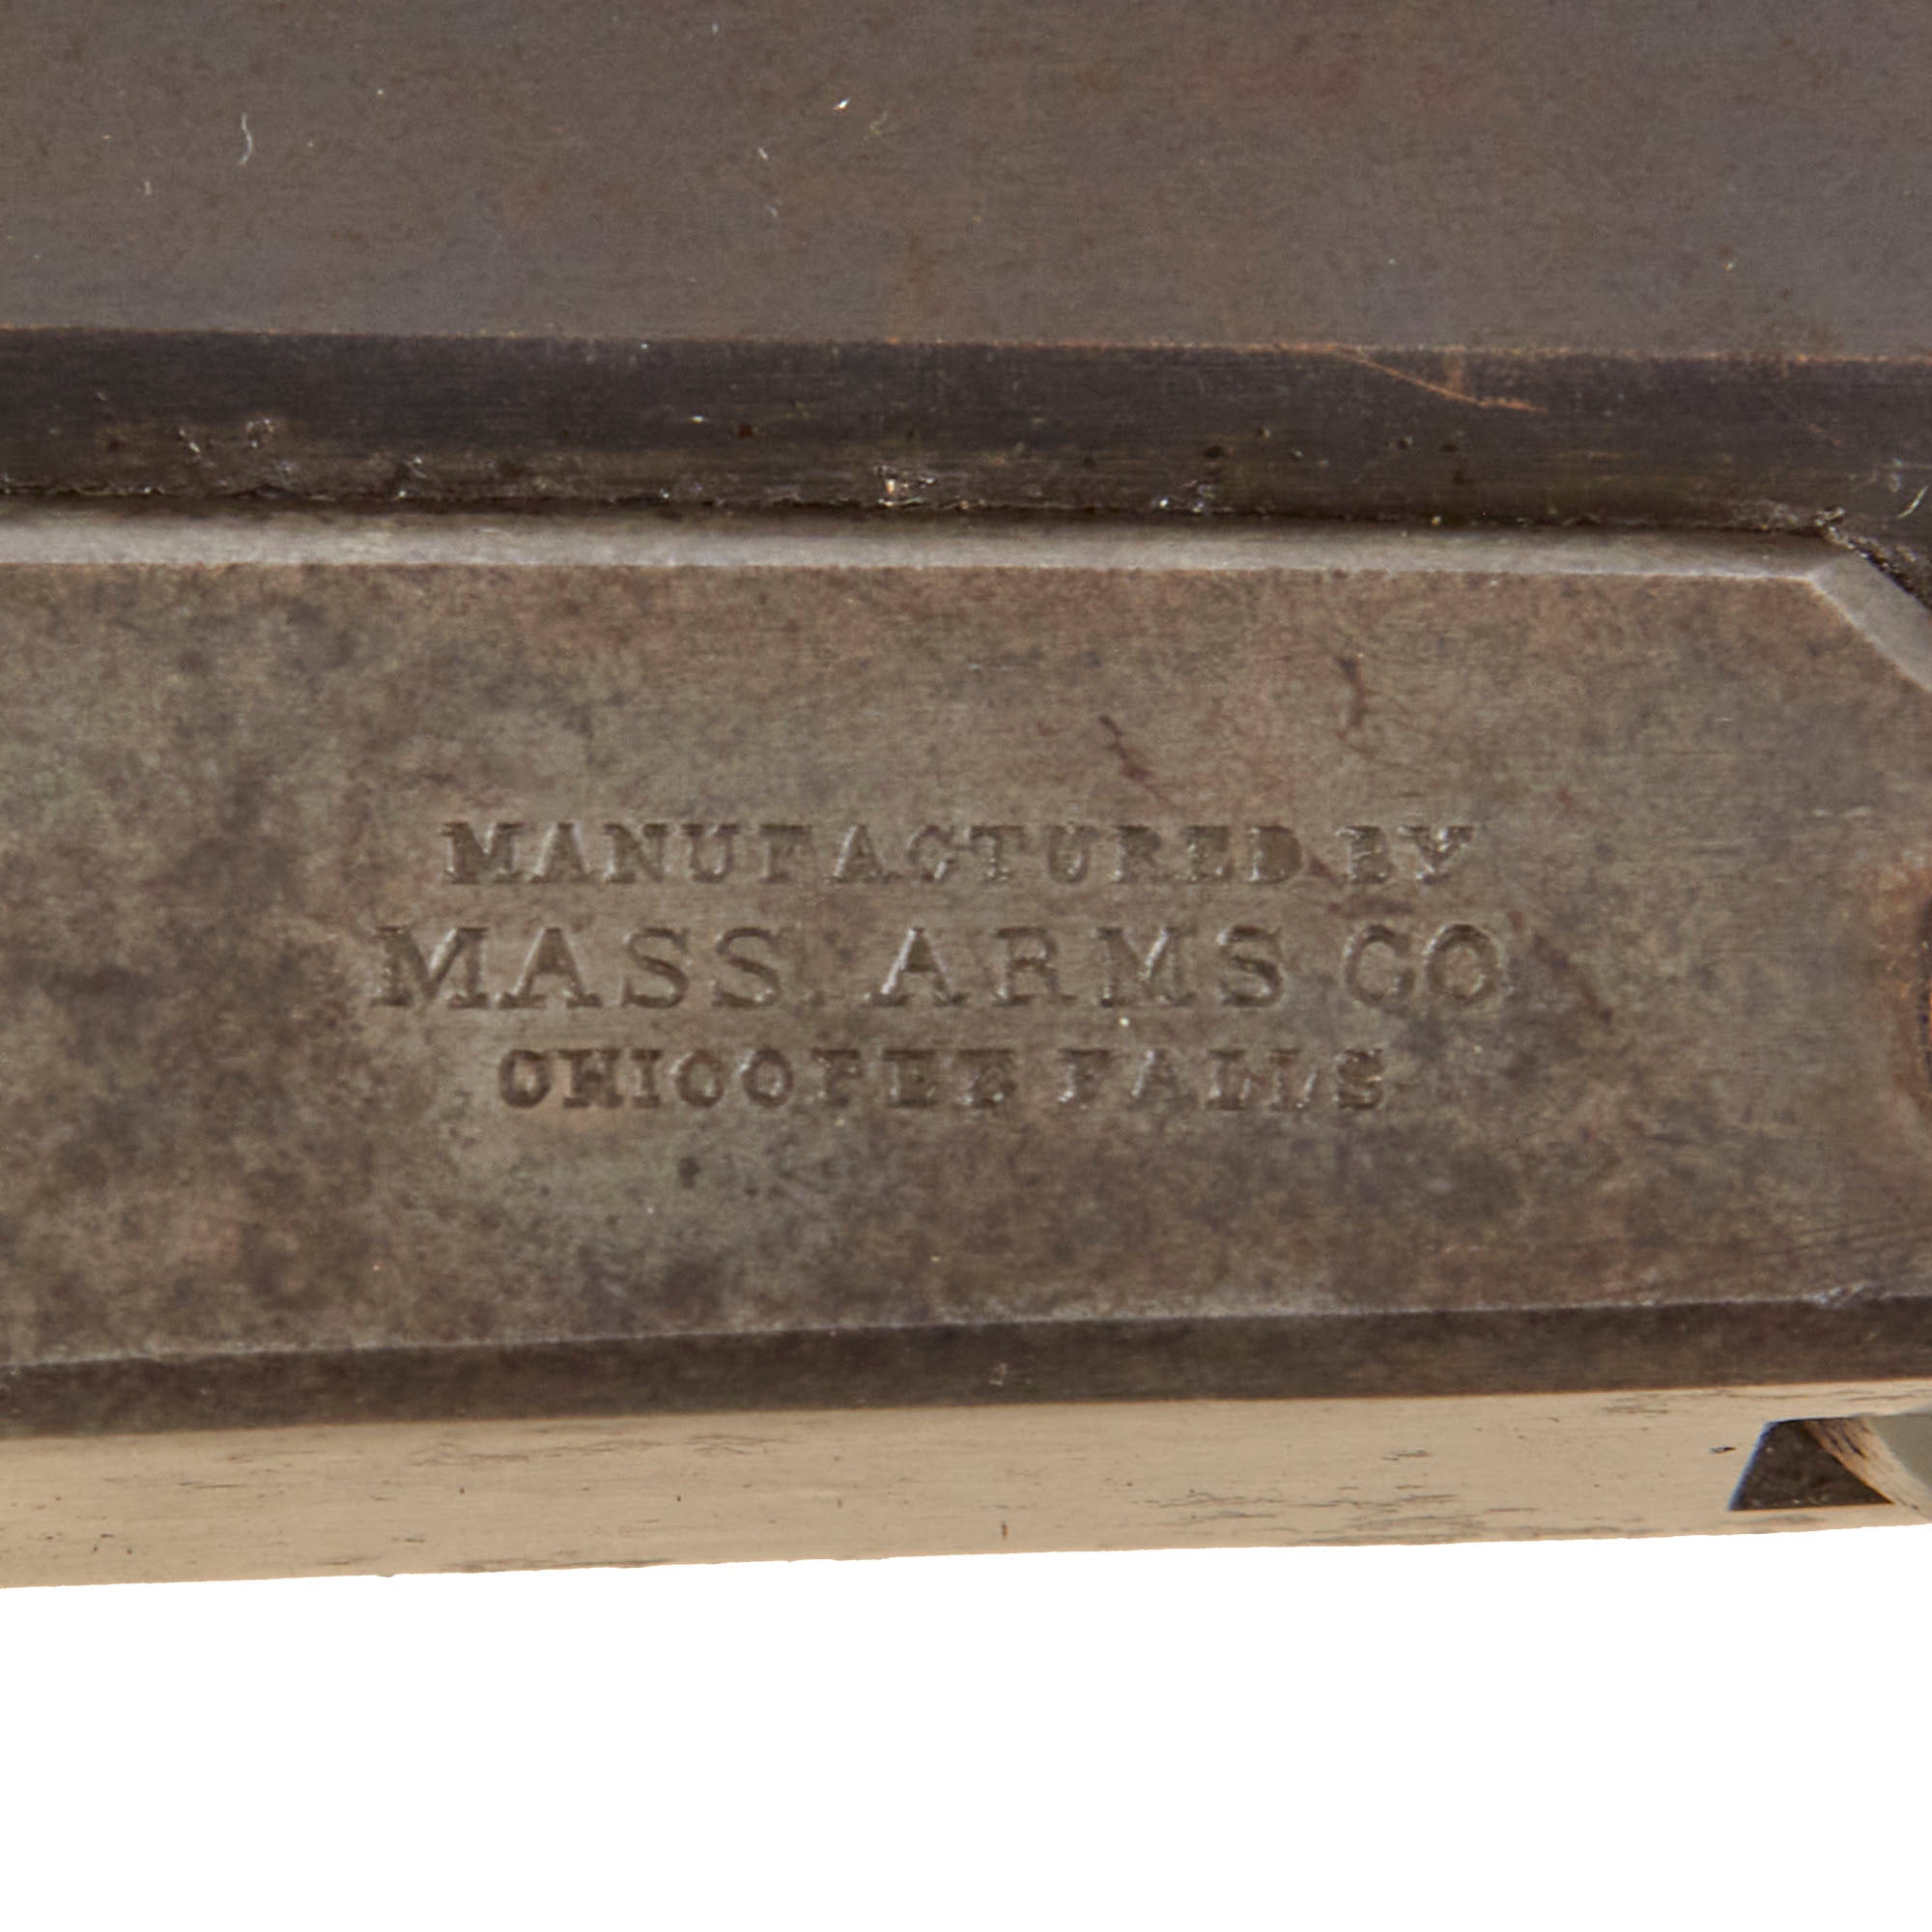 MANUFACTURED BY
MASS. ARMS CO
CHICOPEE FALLS